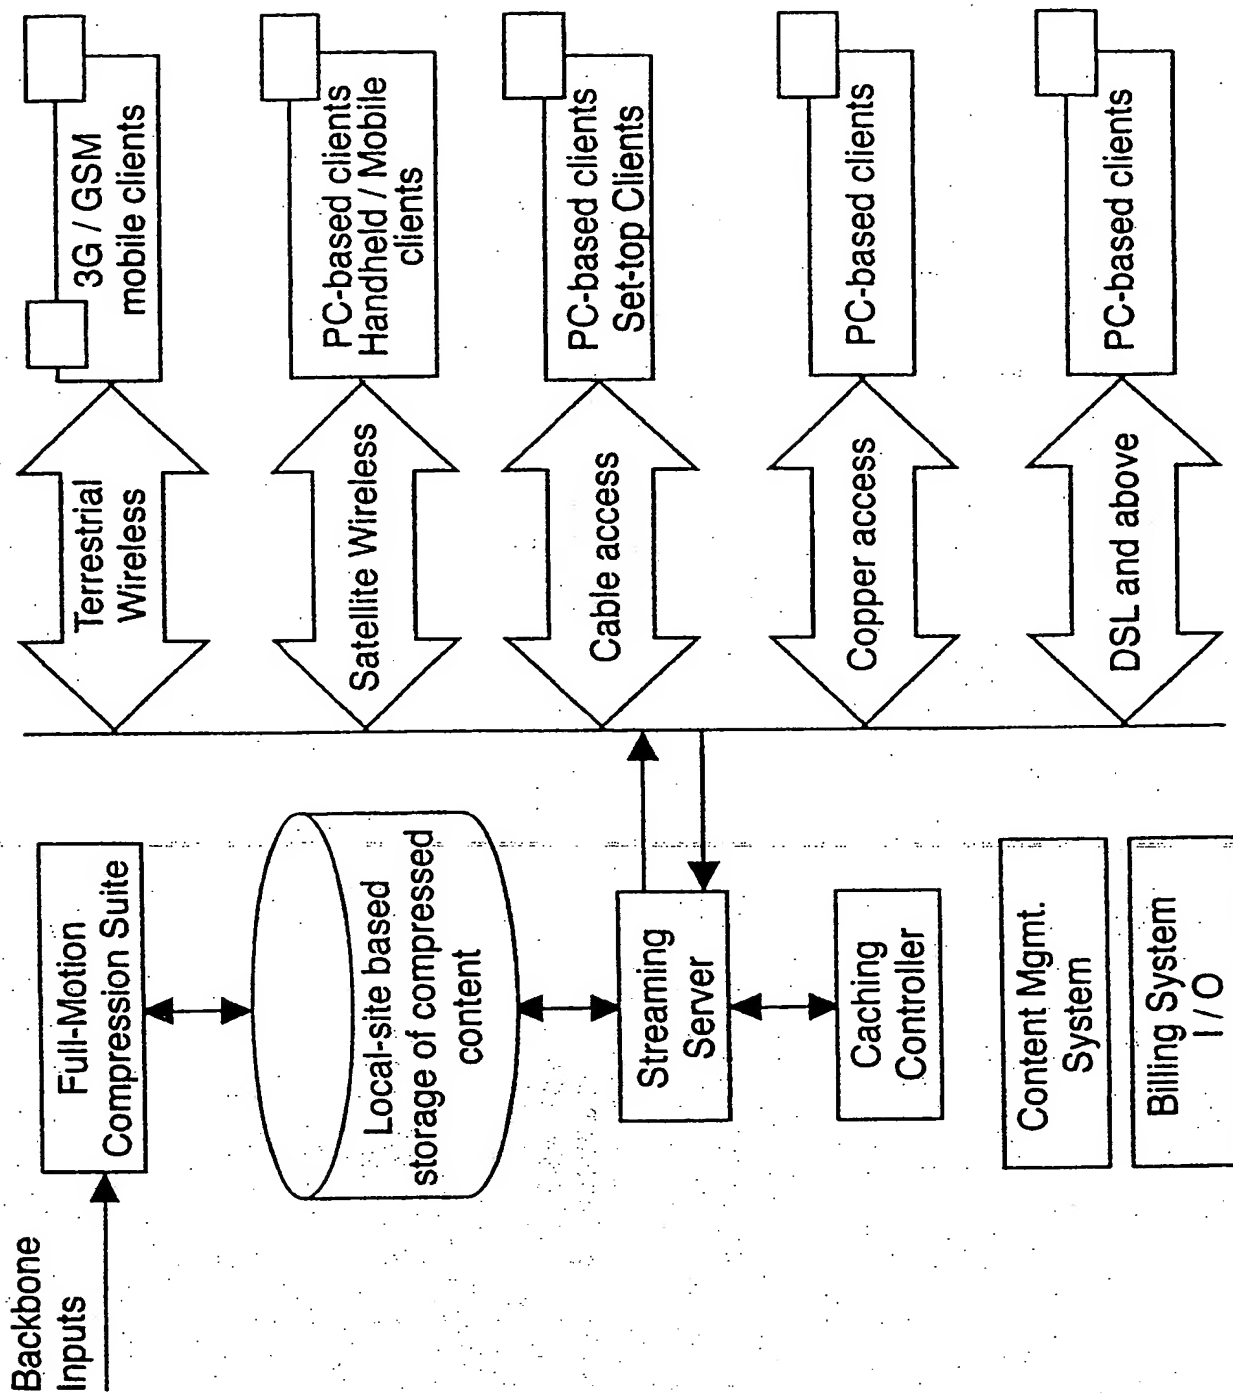 Backbone
Inputs
Full-Motion
Compression Suite
Local-site based
storage of compressed
content
Streaming
Server
Caching
Controller
Content Mgmt.
System
Billing System
I / O
Terrestrial
Wireless
Satellite Wireless
Cable access
Copper access
DSL and above
3G / GSM
mobile clients
PC-based clients
Handheld / Mobile
clients
PC-based clients
Set-top Clients
PC-based clients
PC-based clients